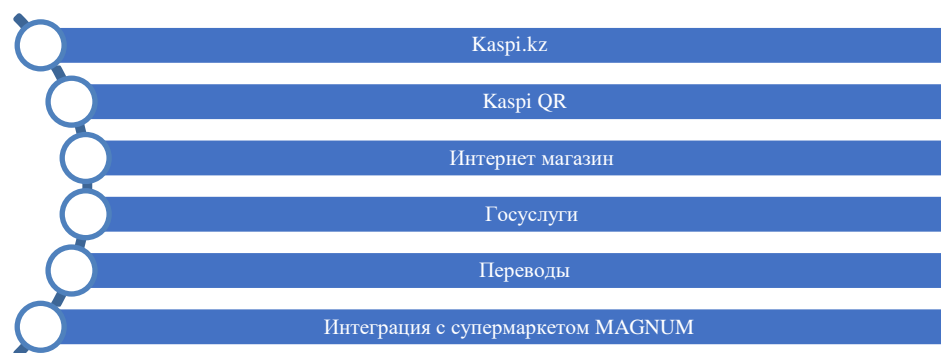 Kaspi.kz
Kaspi QR
Интернет магазин
Госуслуги
Переводы
Интеграция с супермаркетом MAGNUM